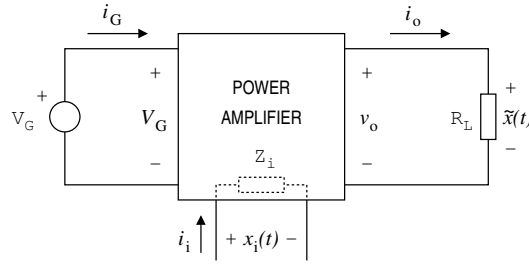 i_G
i_o
+
+
+
+
POWER
AMPLIFIER
V_G
V_G
v_o
R_L
x̃(t)
−
−
−
Z_i
i_i
+ x_i(t) −